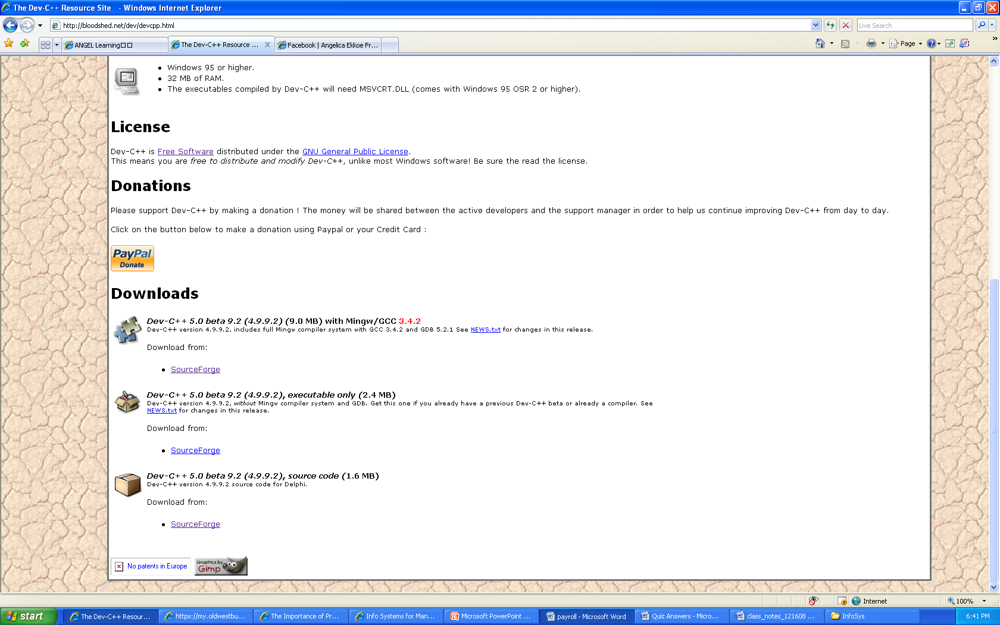 The Dev-C++ Resource Site - Windows Internet Explorer
http://bloodshed.net/dev/devcpp.html
Live Search
ANGEL Learning
The Dev-C++ Resource ...
Facebook | Angelica Ekkoe Fr...
Page
Windows 95 or higher.
32 MB of RAM.
The executables compiled by Dev-C++ will need MSVCRT.DLL (comes with Windows 95 OSR 2 or higher).
License
Dev-C++ is Free Software distributed under the GNU General Public License.
This means you are free to distribute and modify Dev-C++, unlike most Windows software! Be sure the read the license.
Donations
Please support Dev-C++ by making a donation ! The money will be shared between the active developers and the support manager in order to help us continue improving Dev-C++ from day to day.
Click on the button below to make a donation using Paypal or your Credit Card :
PayPal
Donate
Downloads
Dev-C++ 5.0 beta 9.2 (4.9.9.2) (9.0 MB) with Mingw/GCC 3.4.2
Dev-C++ version 4.9.9.2, includes full Mingw compiler system with GCC 3.4.2 and GDB 5.2.1 See NEWS.txt for changes in this release.
Download from:
SourceForge
Dev-C++ 5.0 beta 9.2 (4.9.9.2), executable only (2.4 MB)
Dev-C++ version 4.9.9.2, without Mingw compiler system and GDB. Get this one if you already have a previous Dev-C++ beta or already a compiler. See
NEWS.txt for changes in this release.
Download from:
SourceForge
Dev-C++ 5.0 beta 9.2 (4.9.9.2), source code (1.6 MB)
Dev-C++ version 4.9.9.2 source code for Delphi.
Download from:
SourceForge
No patents in Europe
Graphics by
Gimp
Internet
100%
start
The Dev-C++ Resour...
https://my.oldwestbu...
The Importance of Pr...
Info Systems for Man...
Microsoft PowerPoint ...
payroll - Microsoft Word
Quiz Answers - Micro...
class_notes_121608 ...
InfoSys
6:41 PM